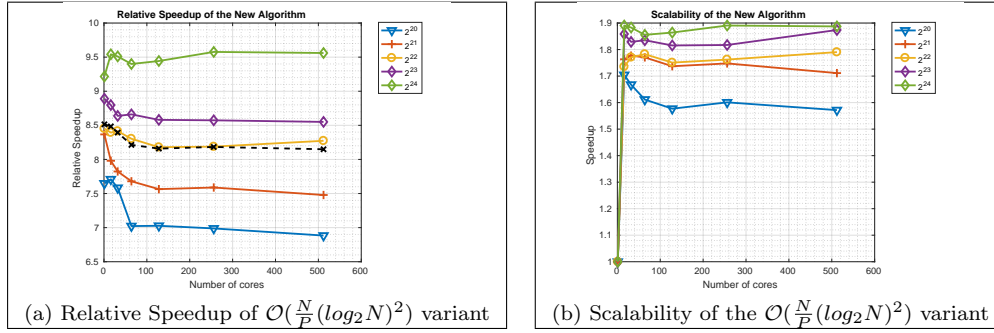 Relative Speedup of the New Algorithm
10
9.5
9
8.5
8
7.5
7
6.5
Relative Speedup
0 100 200 300 400 500 600
Number of cores
2^20
2^21
2^22
2^23
2^24
(a) Relative Speedup of O(N/P (log₂N)²) variant
Scalability of the New Algorithm
1.9
1.8
1.7
1.6
1.5
1.4
1.3
1.2
1.1
1
Speedup
0 100 200 300 400 500 600
Number of cores
2^20
2^21
2^22
2^23
2^24
(b) Scalability of the O(N/P (log₂N)²) variant